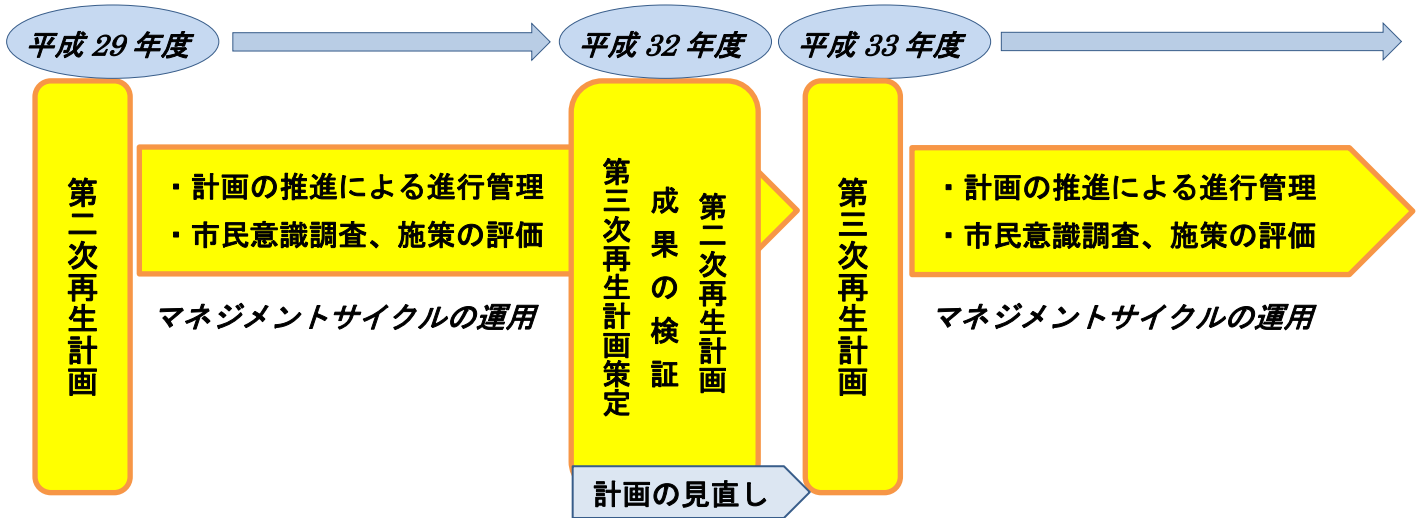 平成 29 年度
平成 32 年度
平成 33 年度
第二次再生計画
・計画の推進による進行管理
・市民意識調査、施策の評価
マネジメントサイクルの運用
第二次再生計画
成果の検証
第三次再生計画策定
計画の見直し
第三次再生計画
・計画の推進による進行管理
・市民意識調査、施策の評価
マネジメントサイクルの運用